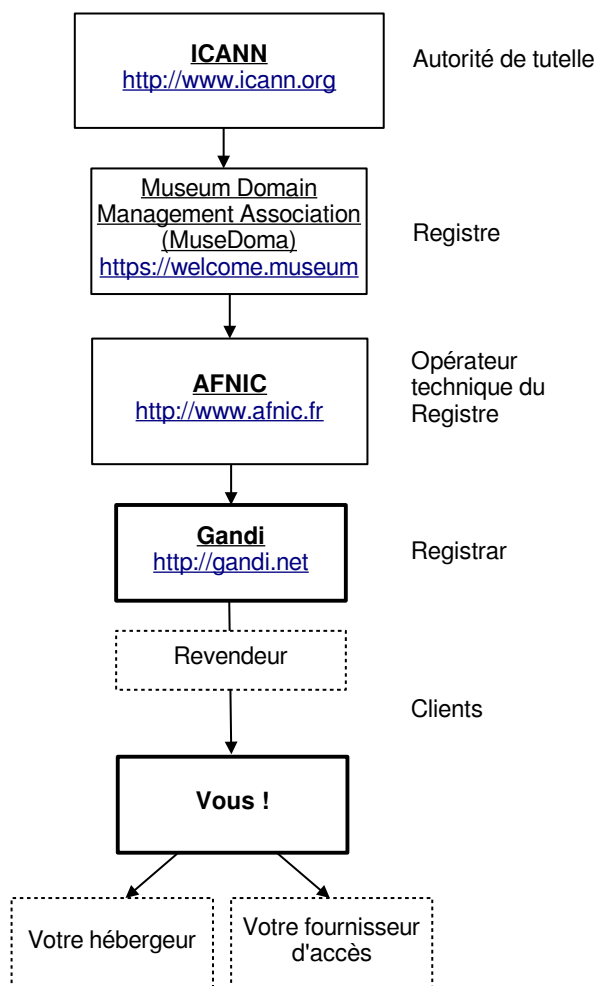 ICANN
http://www.icann.org
Autorité de tutelle
Museum Domain
Management Association
(MuseDoma)
https://welcome.museum
Registre
AFNIC
http://www.afnic.fr
Opérateur
technique du
Registre
Gandi
http://gandi.net
Registrar
Revendeur
Clients
Vous !
Votre hébergeur
Votre fournisseur
d'accès